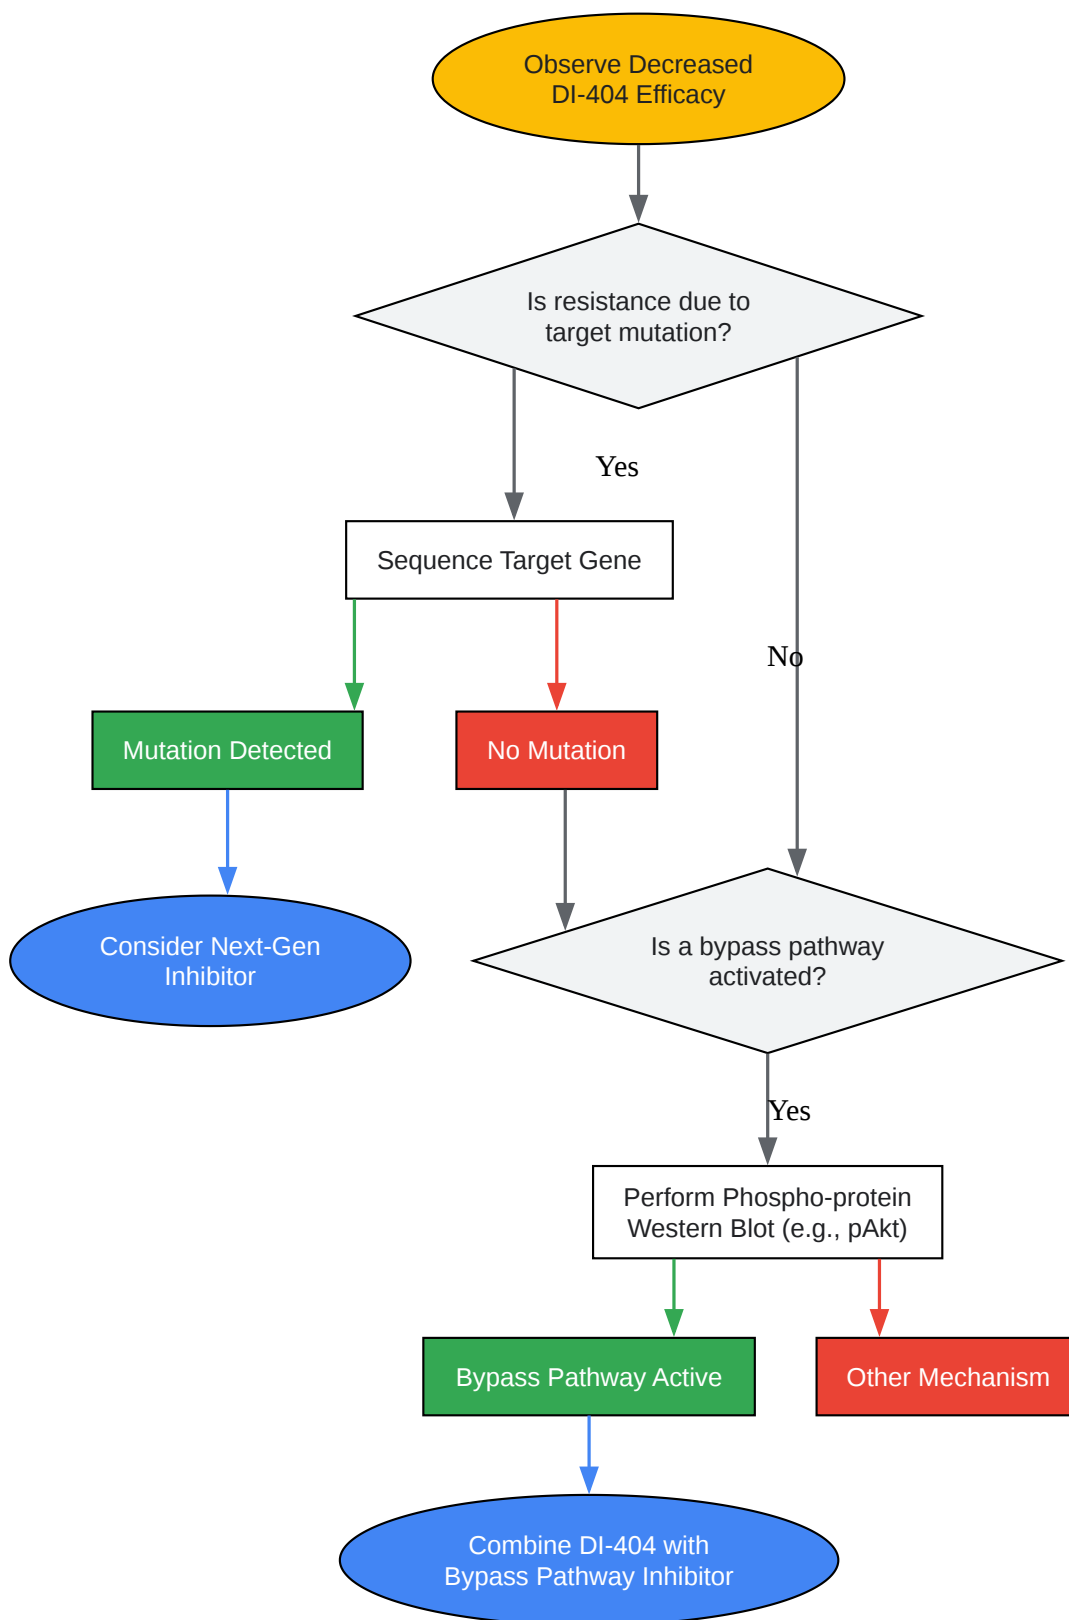 Observe Decreased
DI-404 Efficacy
Is resistance due to
target mutation?
Yes
Sequence Target Gene
No
Mutation Detected
No Mutation
Consider Next-Gen
Inhibitor
Is a bypass pathway
activated?
Yes
Perform Phospho-protein
Western Blot (e.g., pAkt)
Bypass Pathway Active
Other Mechanism
Combine DI-404 with
Bypass Pathway Inhibitor